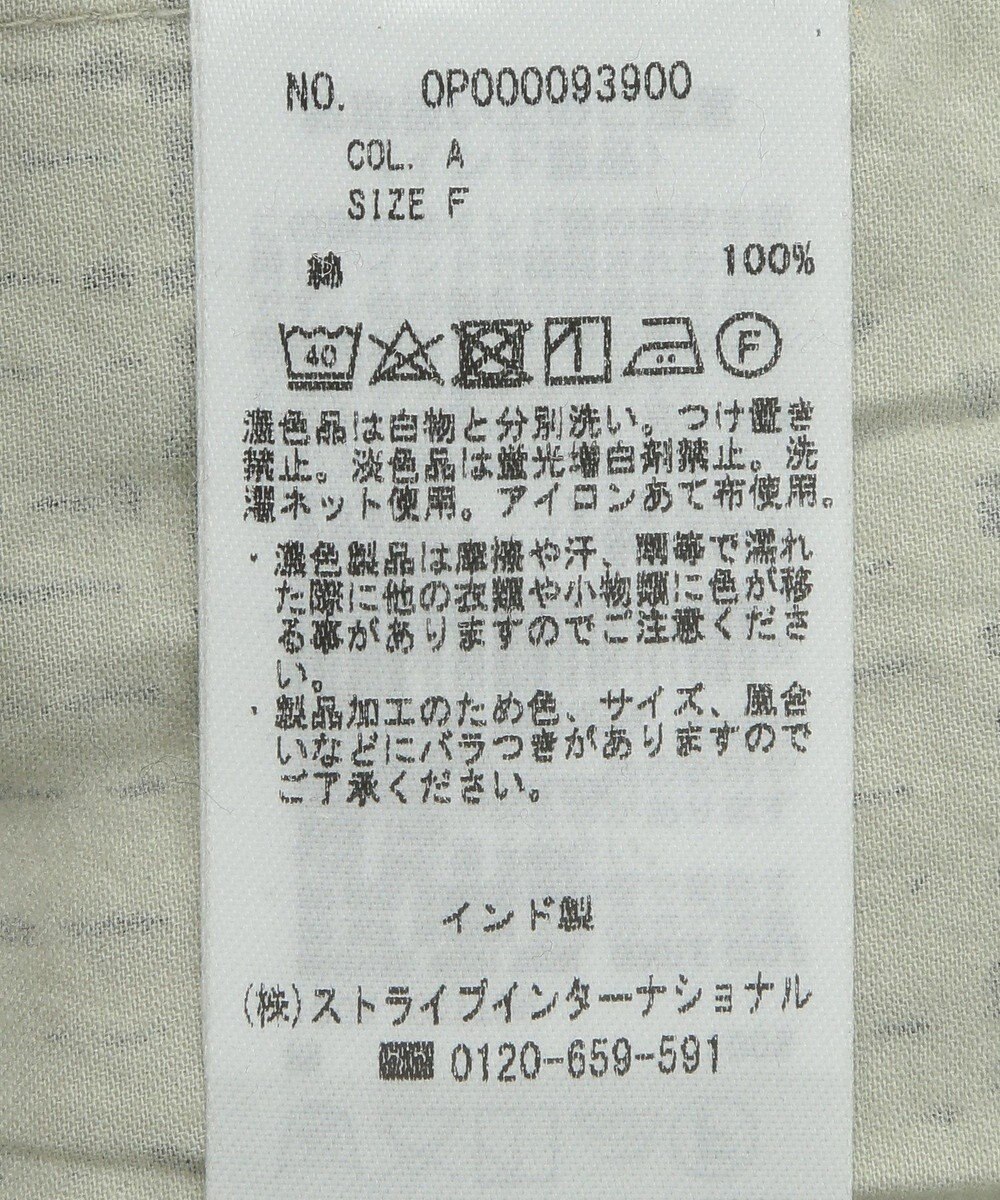 NO. OP000093900
COL. A
SIZE F
綿 100%
40
F
濃色品は白物と分別洗い。つけ置き
禁止。淡色品は蛍光増白剤禁止。洗
濯ネット使用。アイロンあて布使用。
・濃色製品は摩擦や汗、雨等で濡れ
た際に他の衣類や小物類に色が移
る事がありますのでご注意くださ
い。
・製品加工のため色、サイズ、風合
いなどにバラつきがありますので
ご了承ください。
インド製
(株)ストライプインターナショナル
0120-659-591